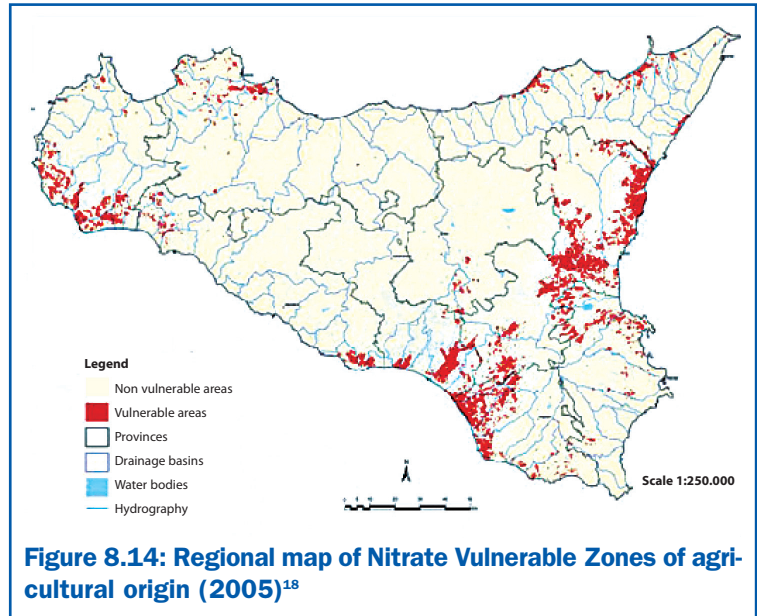 Legend
Non vulnerable areas
Vulnerable areas
Provinces
Drainage basins
Water bodies
Hydrography
N
Scale 1:250.000
Figure 8.14: Regional map of Nitrate Vulnerable Zones of agri-
cultural origin (2005)18